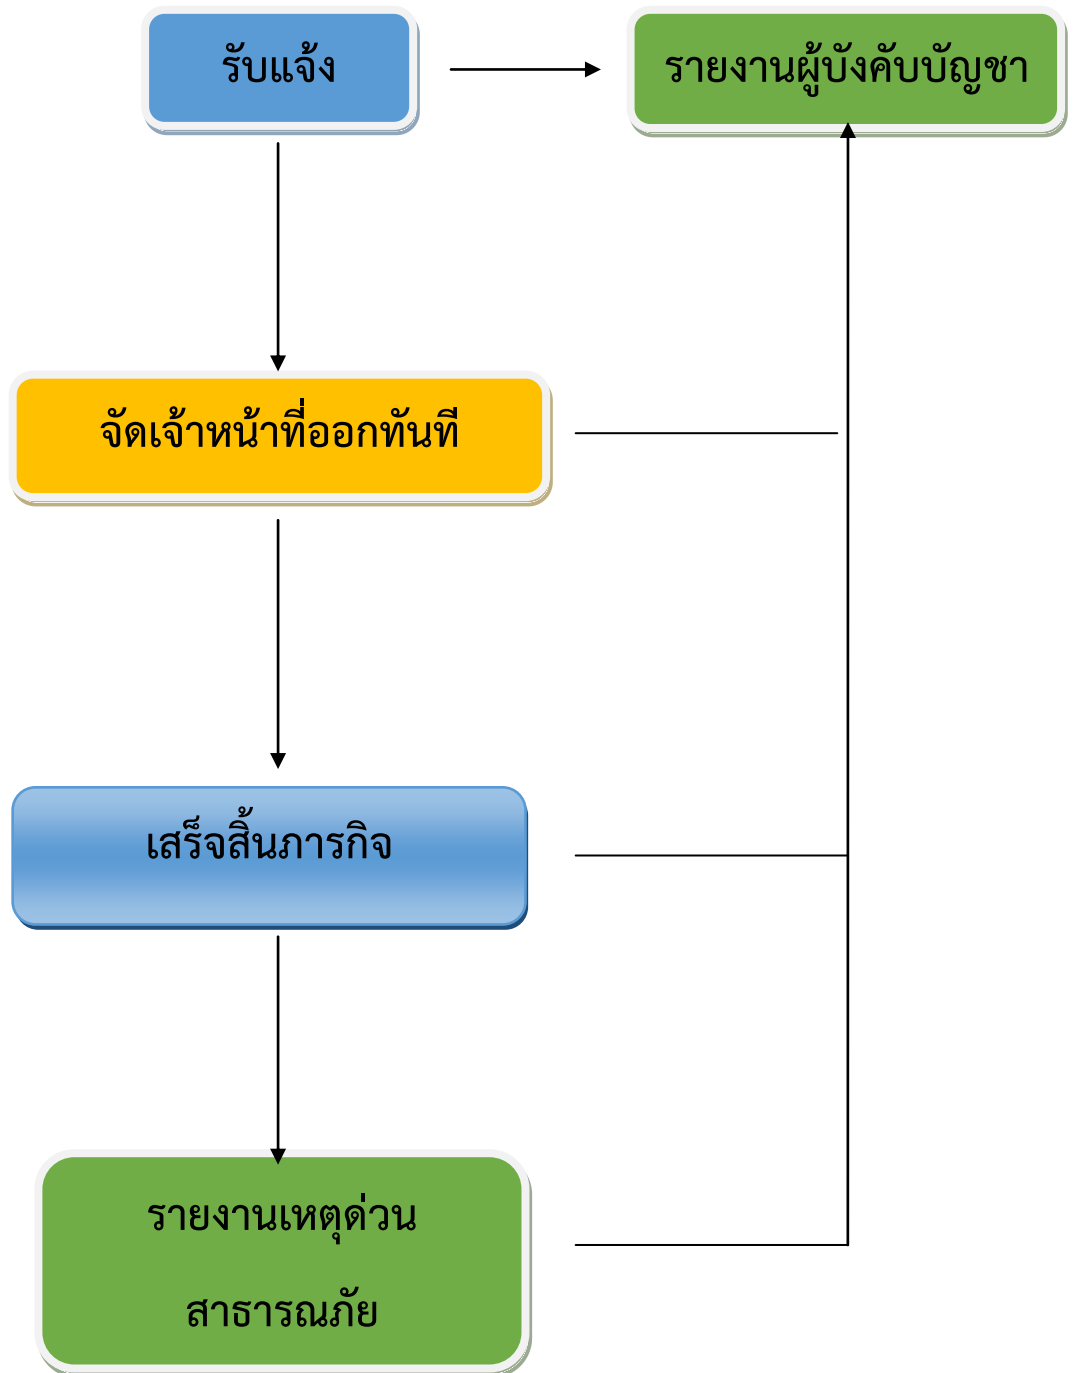 รับแจ้ง
รายงานผู้บังคับบัญชา
จัดเจ้าหน้าที่ออกทันที
เสร็จสิ้นภารกิจ
รายงานเหตุด่วน
สาธารณภัย